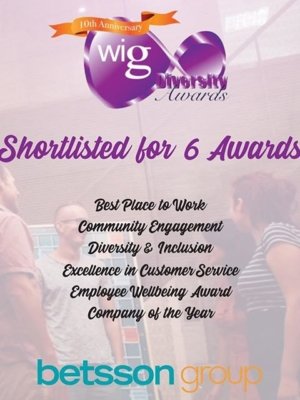 10th Anniversary
wig
Diversity
Awards
Shortlisted for 6 Awards
Best Place to Work
Community Engagement
Diversity & Inclusion
Excellence in Customer Service
Employee Wellbeing Award
Company of the Year
betsson group